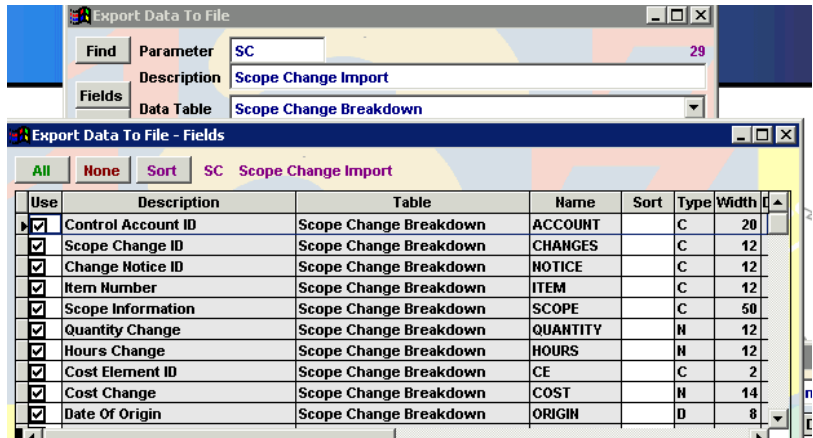 Export Data To File
Find Parameter SC 29
Description Scope Change Import
Fields
Data Table Scope Change Breakdown
Export Data To File - Fields
All None Sort SC Scope Change Import
Use Description Table Name Sort Type Width
Control Account ID Scope Change Breakdown ACCOUNT C 20
Scope Change ID Scope Change Breakdown CHANGES C 12
Change Notice ID Scope Change Breakdown NOTICE C 12
Item Number Scope Change Breakdown ITEM C 12
Scope Information Scope Change Breakdown SCOPE C 50
Quantity Change Scope Change Breakdown QUANTITY N 12
Hours Change Scope Change Breakdown HOURS N 12
Cost Element ID Scope Change Breakdown CE C 2
Cost Change Scope Change Breakdown COST N 14
Date Of Origin Scope Change Breakdown ORIGIN D 8